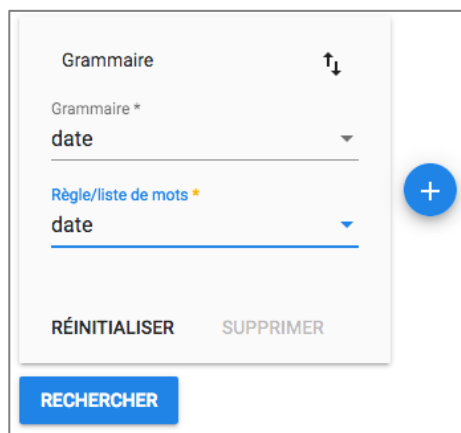 Grammaire
Grammaire *
date
Règle/liste de mots *
date
RÉINITIALISER SUPPRIMER
RECHERCHER